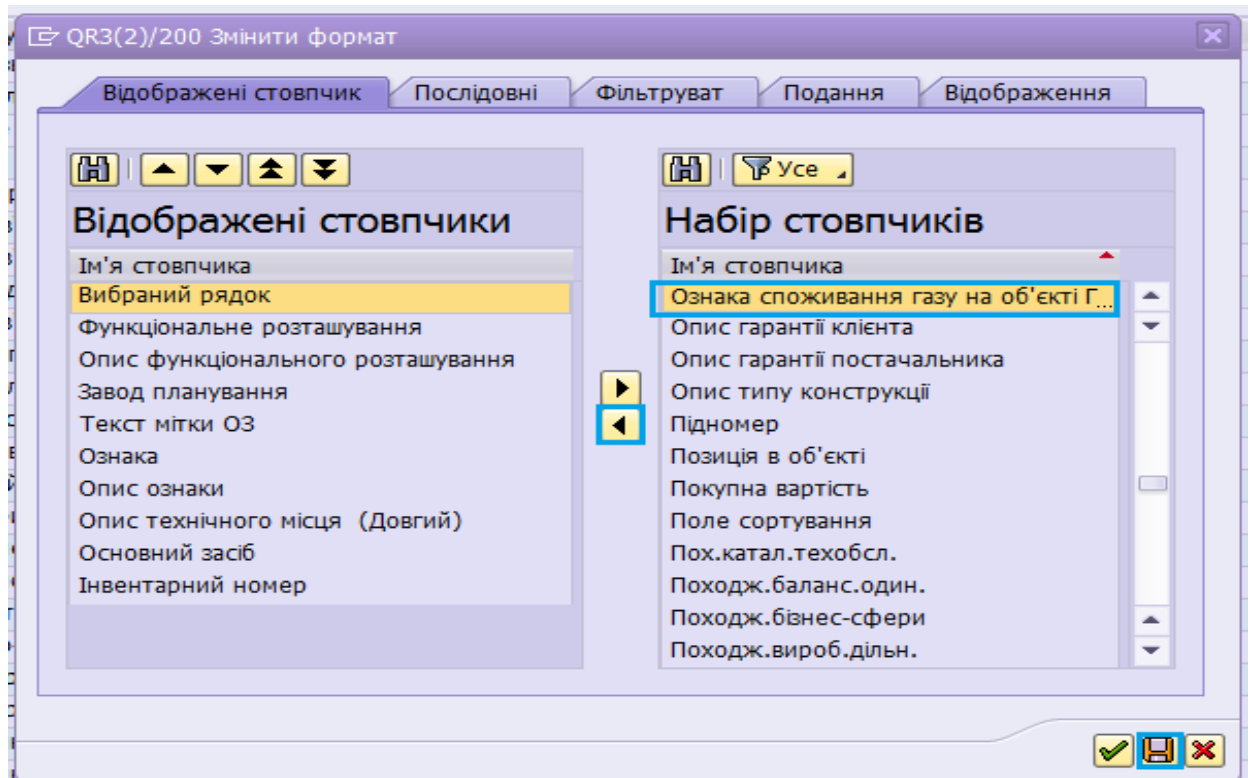 QR3(2)/200 Змінити формат
Відображені стовпчик
Послідовні
Фільтруват
Подання
Відображення
Усе
Відображені стовпчики
Ім'я стовпчика
Вибраний рядок
Функціональне розташування
Опис функціонального розташування
Завод планування
Текст мітки ОЗ
Ознака
Опис ознаки
Опис технічного місця (Довгий)
Основний засіб
Інвентарний номер
Набір стовпчиків
Ім'я стовпчика
Ознака споживання газу на об'єкті Г...
Опис гарантії клієнта
Опис гарантії постачальника
Опис типу конструкції
Підномер
Позиція в об'єкті
Покупна вартість
Поле сортування
Пох.катал.техобсл.
Походж.баланс.один.
Походж.бізнес-сфери
Походж.вироб.дільн.